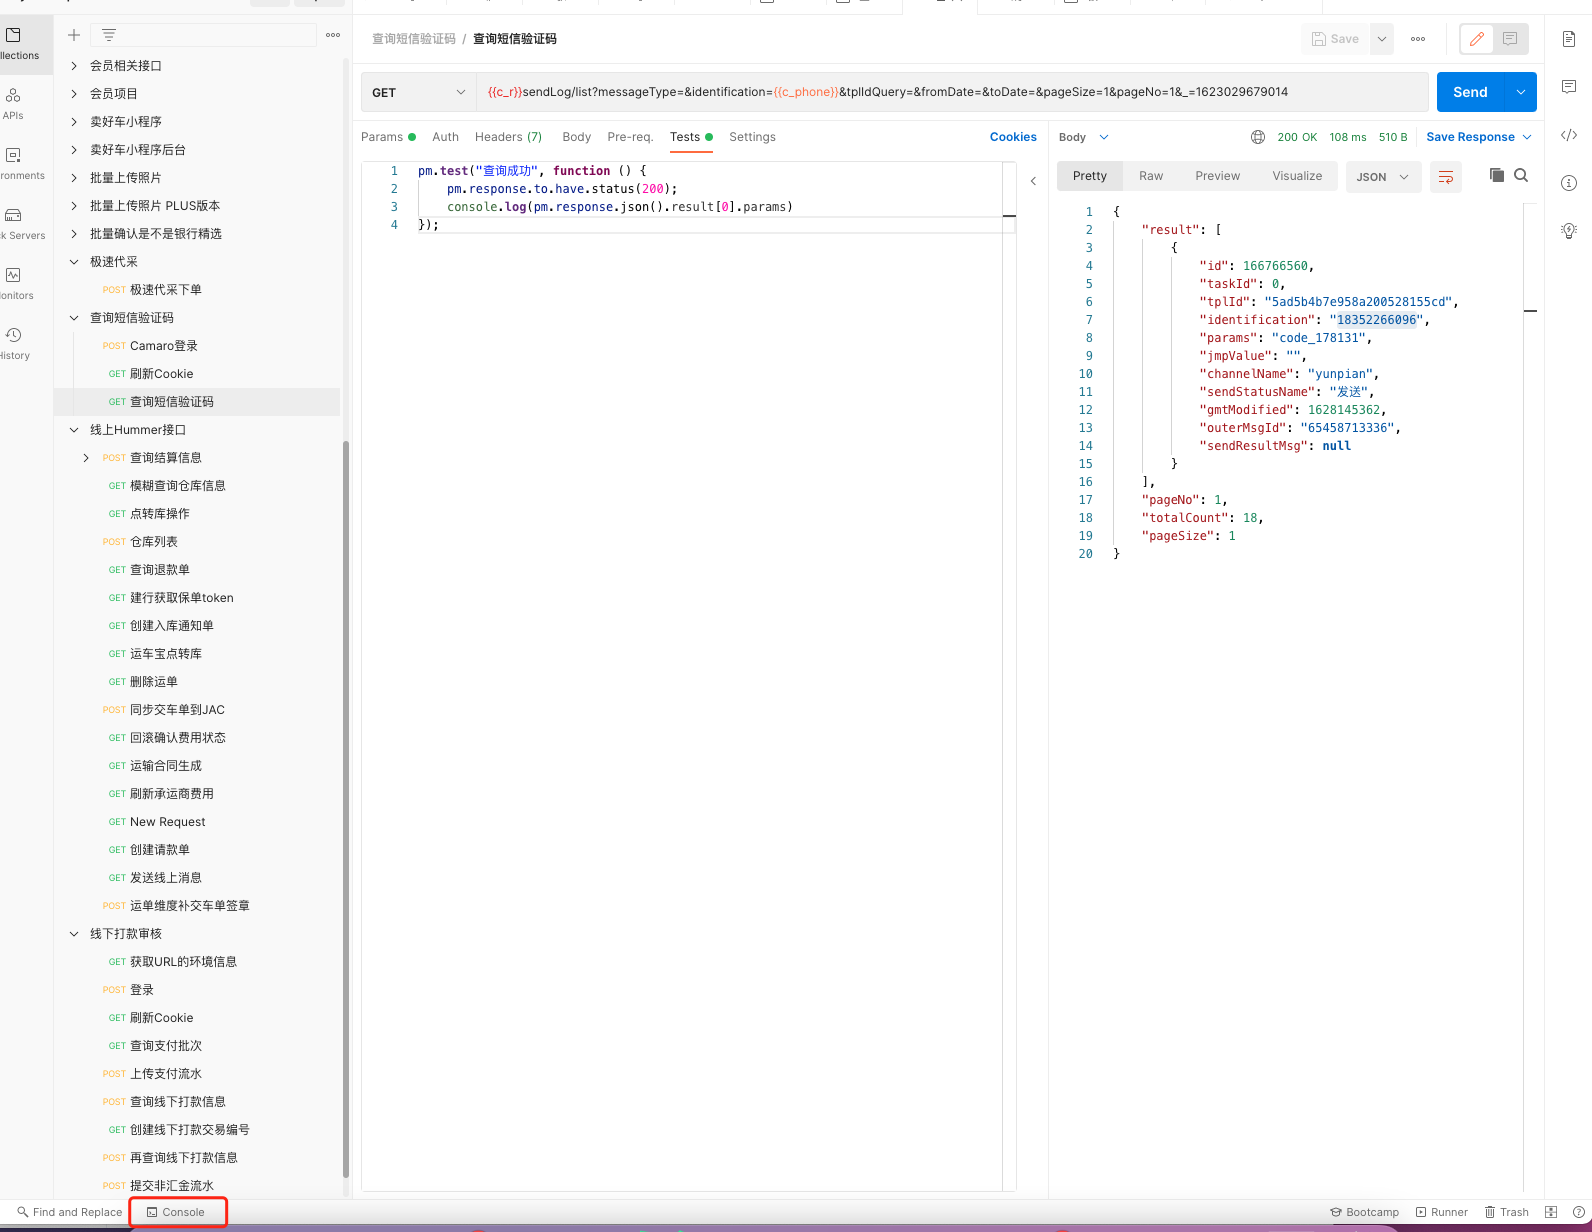 llections
APIs
ronments
k Servers
onitors
History
会员相关接口
会员项目
卖好车小程序
卖好车小程序后台
批量上传照片
批量上传照片 PLUS版本
批量确认是不是银行精选
极速代采
POST 极速代采下单
查询短信验证码
POST Camaro登录
GET 刷新Cookie
GET 查询短信验证码
线上Hummer接口
POST 查询结算信息
GET 模糊查询仓库信息
GET 点转库操作
POST 仓库列表
GET 查询退款单
GET 建行获取保单token
GET 创建入库通知单
GET 运车宝点转库
GET 删除运单
POST 同步交车单到JAC
GET 回滚确认费用状态
GET 运输合同生成
GET 刷新承运商费用
GET New Request
GET 创建请款单
GET 发送线上消息
POST 运单维度补交车单签章
线下打款审核
GET 获取URL的环境信息
POST 登录
GET 刷新Cookie
GET 查询支付批次
POST 上传支付流水
POST 查询线下打款信息
GET 创建线下打款交易编号
POST 再查询线下打款信息
POST 提交非汇金流水
查询短信验证码 / 查询短信验证码
Save
GET {{c_r}}sendLog/list?messageType=&identification={{c_phone}}&tplIdQuery=&fromDate=&toDate=&pageSize=1&pageNo=1&_=1623029679014
Send
Params Auth Headers (7) Body Pre-req. Tests Settings Cookies
1 pm.test("查询成功", function () {
2 pm.response.to.have.status(200);
3 console.log(pm.response.json().result[0].params)
4 });
Body 200 OK 108 ms 510 B Save Response
Pretty Raw Preview Visualize JSON
1 {
2 "result": [
3 {
4 "id": 166766560,
5 "taskId": 0,
6 "tplId": "5ad5b4b7e958a200528155cd",
7 "identification": "18352266096",
8 "params": "code_178131",
9 "jmpValue": "",
10 "channelName": "yunpian",
11 "sendStatusName": "发送",
12 "gmtModified": 1628145362,
13 "outerMsgId": "65458713336",
14 "sendResultMsg": null
15 }
16 ],
17 "pageNo": 1,
18 "totalCount": 18,
19 "pageSize": 1
20 }
Find and Replace Console Bootcamp Runner Trash